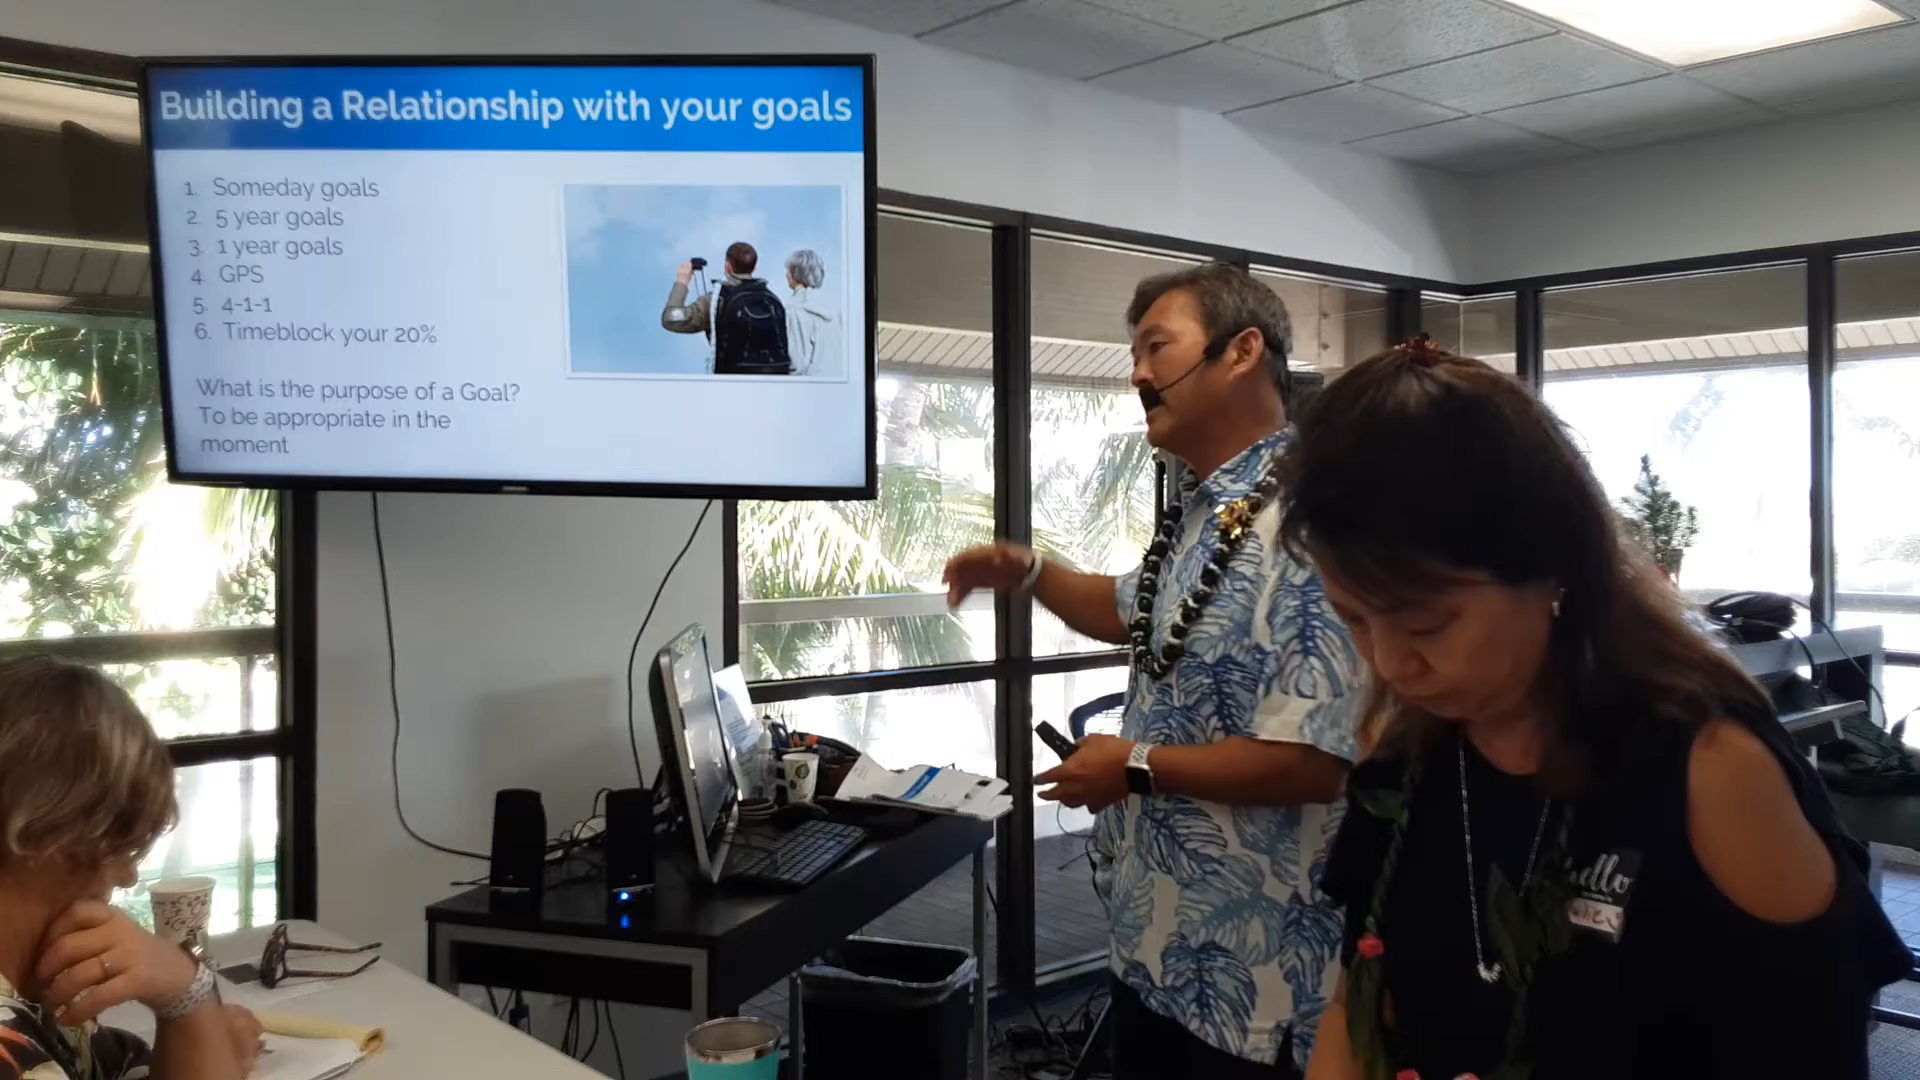 Building a Relationship with your goals
1. Someday goals
2. 5 year goals
3. 1 year goals
4. GPS
5. 4-1-1
6. Timeblock your 20%
What is the purpose of a Goal?
To be appropriate in the
moment
hello